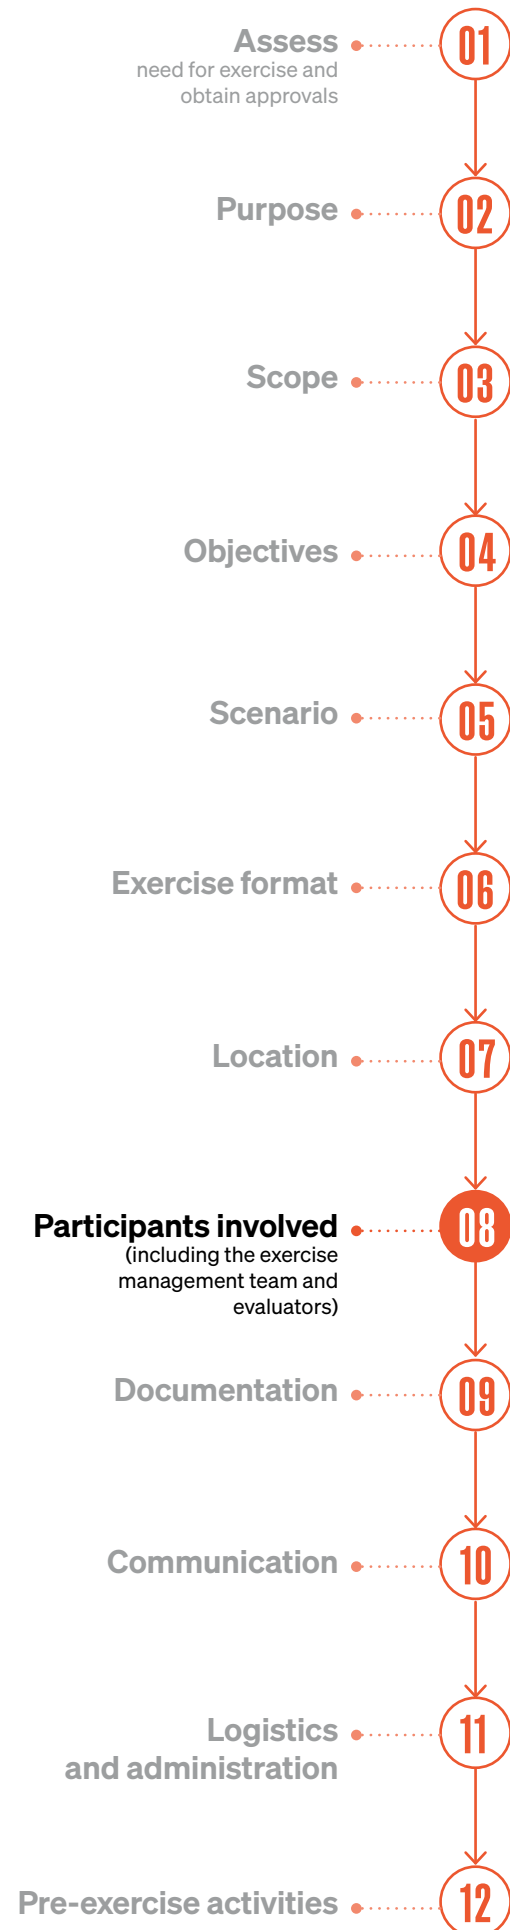 Assess
need for exercise and
obtain approvals
01
Purpose
02
Scope
03
Objectives
04
Scenario
05
Exercise format
06
Location
07
Participants involved
(including the exercise
management team and
evaluators)
08
Documentation
09
Communication
10
Logistics
and administration
11
Pre-exercise activities
12